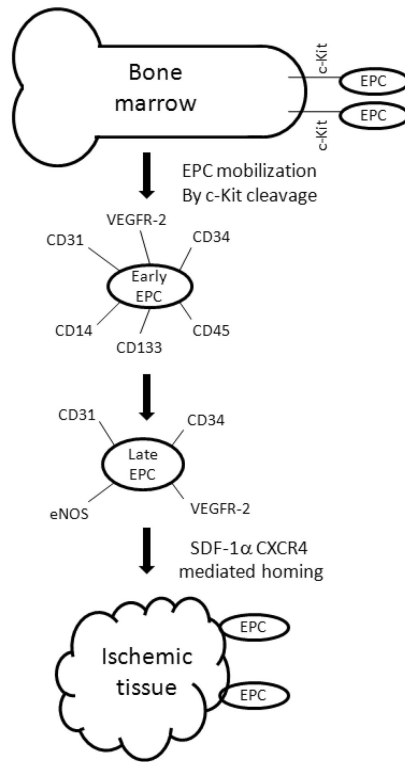 Bone
marrow
c-Kit
EPC
EPC
c-Kit
EPC mobilization
By c-Kit cleavage
VEGFR-2
CD31
CD34
Early
EPC
CD14
CD45
CD133
CD31
CD34
Late
EPC
eNOS
VEGFR-2
SDF-1α CXCR4
mediated homing
EPC
Ischemic
tissue
EPC